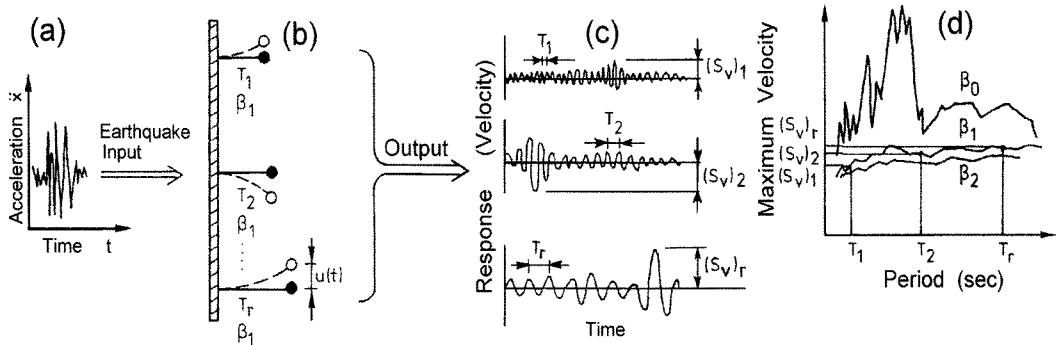 (a)
Acceleration ẍ
Time t
Earthquake
Input
(b)
T₁
β₁
T₂
β₁
u(t)
Tᵣ
β₁
Output
(c)
Response (Velocity)
T₁
(Sᵥ)₁
T₂
(Sᵥ)₂
Tᵣ
(Sᵥ)ᵣ
Time
(d)
Maximum Velocity
β₀
β₁
β₂
(Sᵥ)ᵣ
(Sᵥ)₂
(Sᵥ)₁
T₁ T₂ Tᵣ
Period (sec)